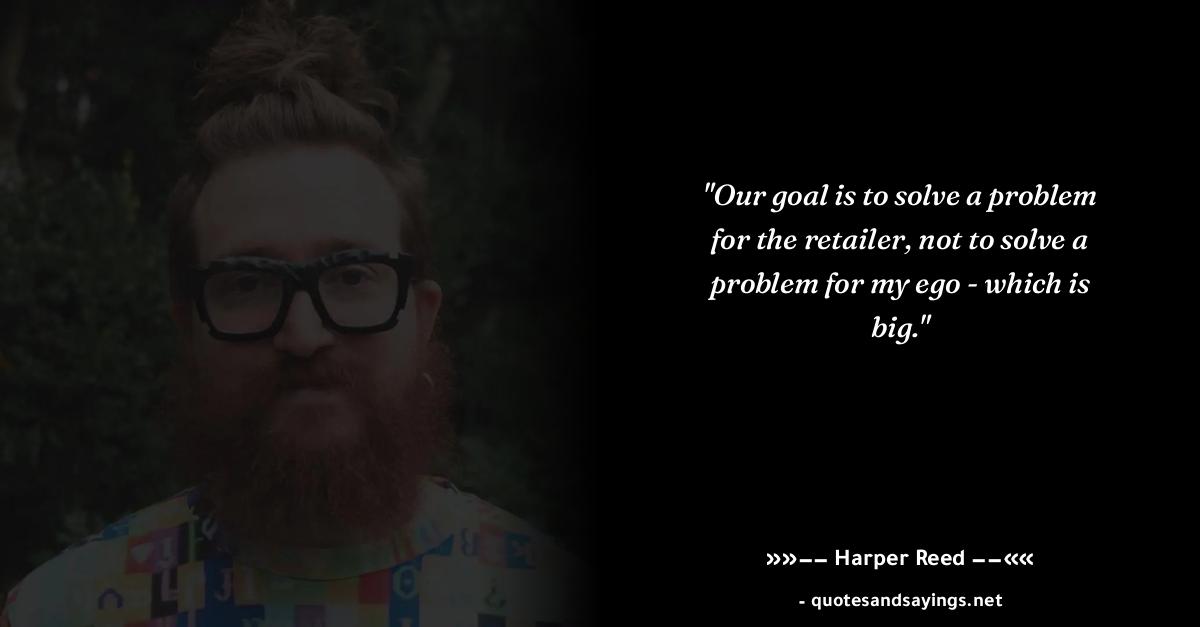 "Our goal is to solve a problem
for the retailer, not to solve a
problem for my ego - which is
big."
»»−− Harper Reed −−««
- quotesandsayings.net